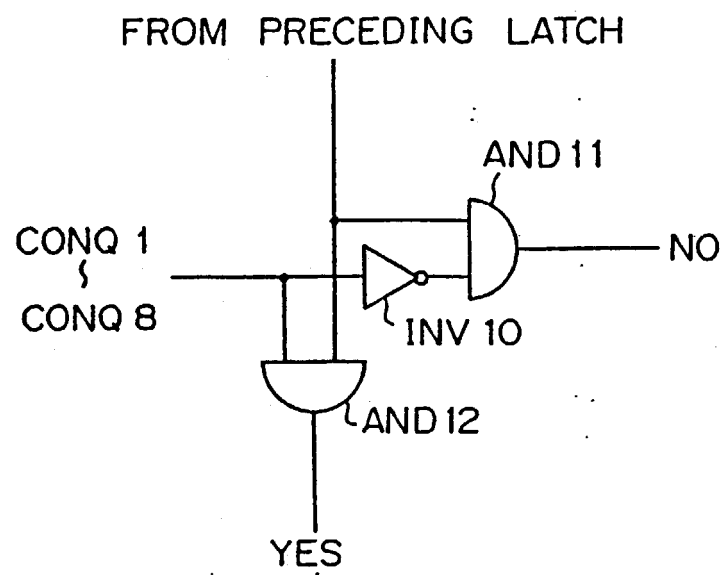 FROM PRECEDING LATCH
AND 11
CONQ 1
NO
CONQ 8
INV 10
AND 12
YES